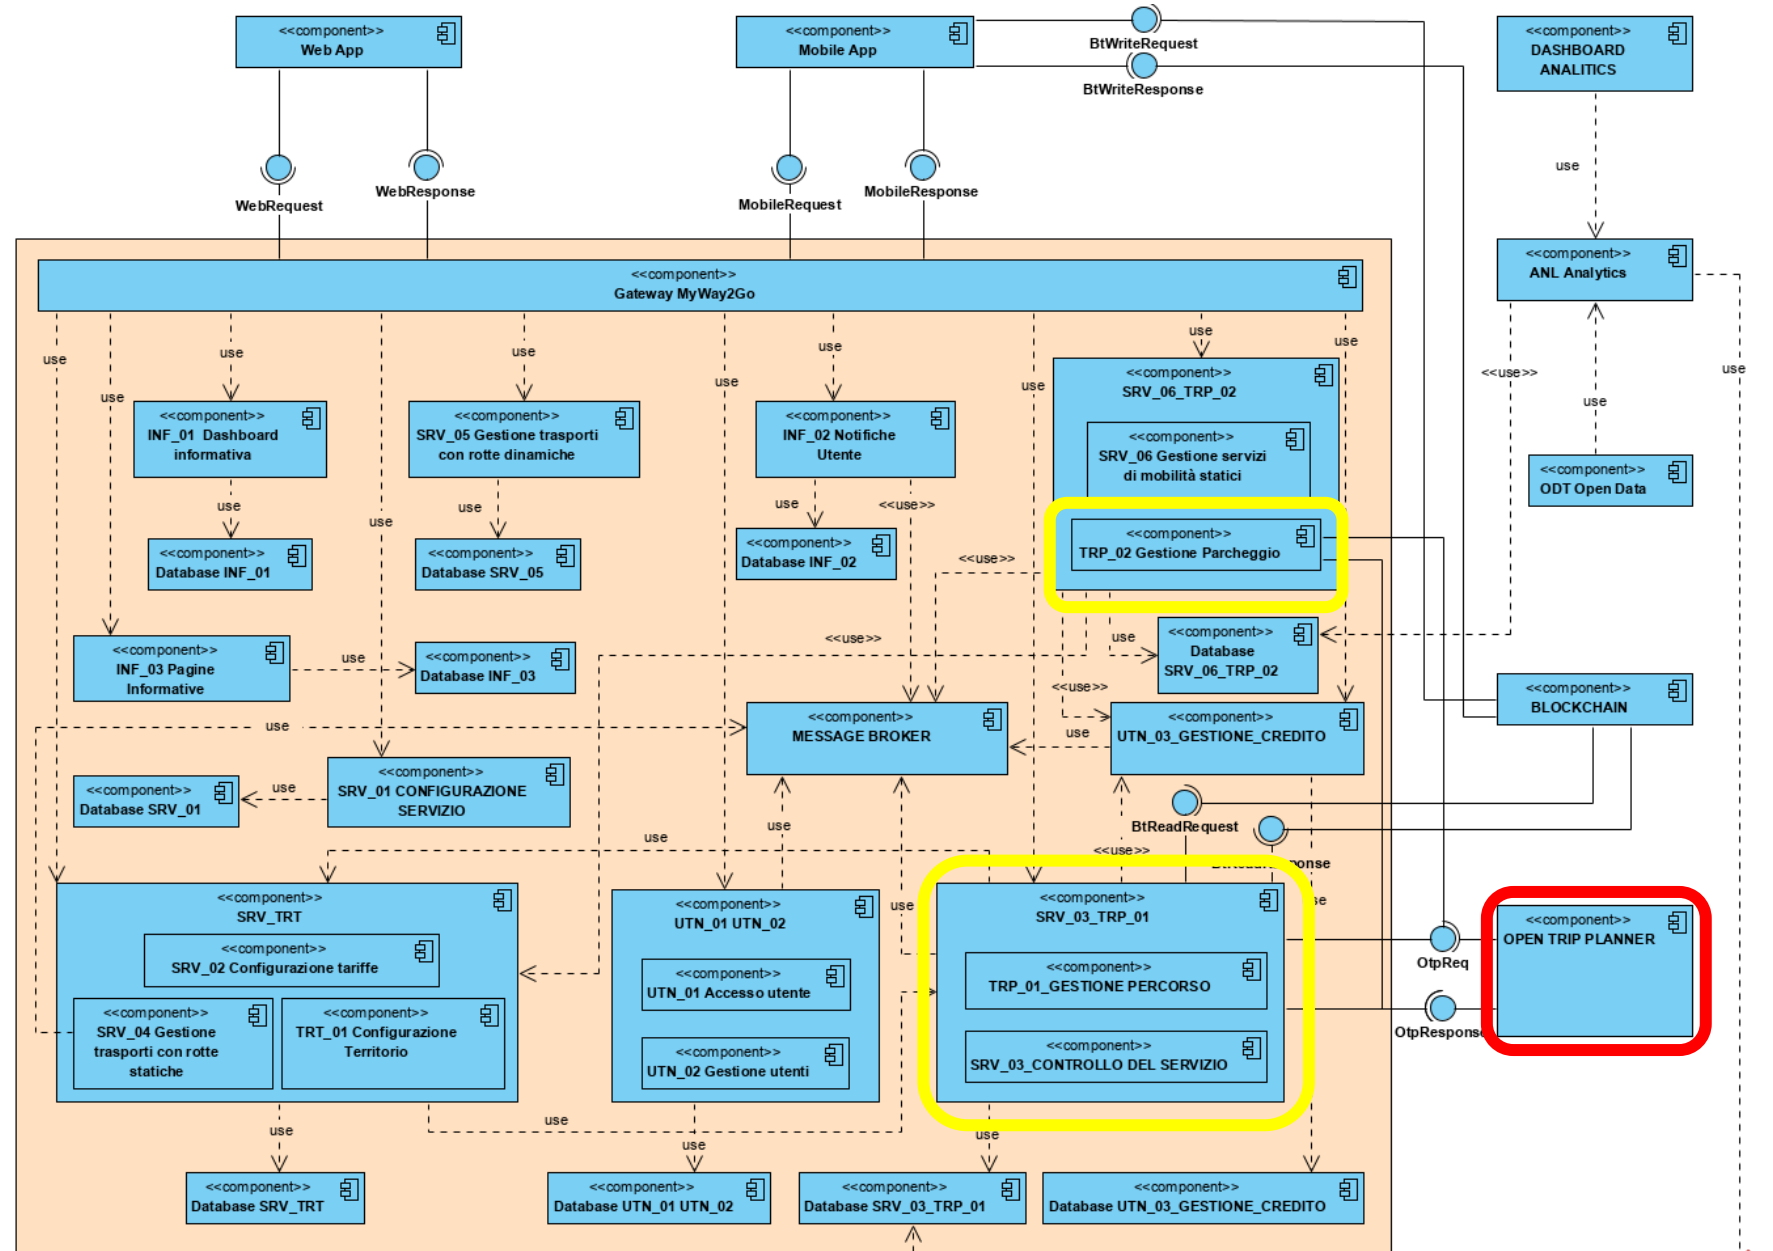 <<component>>
Web App
<<component>>
Mobile App
BtWriteRequest
BtWriteResponse
<<component>>
DASHBOARD
ANALITICS
use
WebRequest
WebResponse
MobileRequest
MobileResponse
<<component>>
Gateway MyWay2Go
<<component>>
ANL Analytics
use
use
use
use
use
use
use
use
use
use
use
<<use>>
use
use
<<component>>
INF_01 Dashboard
informativa
<<component>>
SRV_05 Gestione trasporti
con rotte dinamiche
<<component>>
INF_02 Notifiche
Utente
<<component>>
SRV_06_TRP_02
<<component>>
SRV_06 Gestione servizi
di mobilità statici
<<component>>
TRP_02 Gestione Parcheggio
<<component>>
ODT Open Data
use
use
use
<<use>>
<<component>>
Database INF_01
<<component>>
Database SRV_05
<<component>>
Database INF_02
<<use>>
<<component>>
INF_03 Pagine
Informative
use
<<component>>
Database INF_03
<<use>>
use
<<component>>
Database
SRV_06_TRP_02
<<use>>
use
<<component>>
MESSAGE BROKER
use
<<component>>
UTN_03_GESTIONE_CREDITO
<<component>>
BLOCKCHAIN
<<component>>
Database SRV_01
use
<<component>>
SRV_01 CONFIGURAZIONE
SERVIZIO
use
use
BtReadRequest
<<use>>
<<component>>
SRV_TRT
<<component>>
SRV_02 Configurazione tariffe
<<component>>
SRV_04 Gestione
trasporti con rotte
statiche
<<component>>
TRT_01 Configurazione
Territorio
<<component>>
UTN_01 UTN_02
<<component>>
UTN_01 Accesso utente
<<component>>
UTN_02 Gestione utenti
use
<<component>>
SRV_03_TRP_01
<<component>>
TRP_01_GESTIONE PERCORSO
<<component>>
SRV_03_CONTROLLO DEL SERVIZIO
OtpReq
OtpResponse
<<component>>
OPEN TRIP PLANNER
use
use
use
use
<<component>>
Database SRV_TRT
<<component>>
Database UTN_01 UTN_02
<<component>>
Database SRV_03_TRP_01
<<component>>
Database UTN_03_GESTIONE_CREDITO